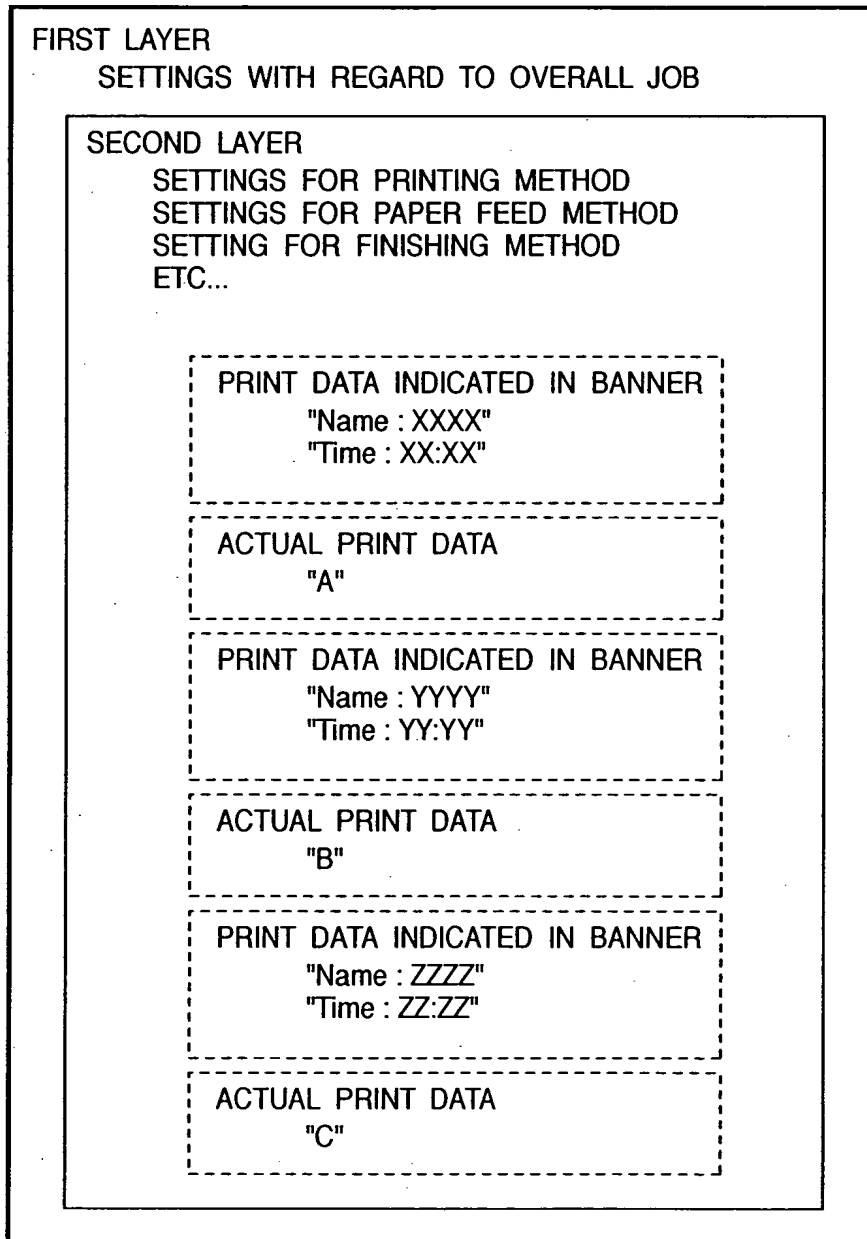 FIRST LAYER
SETTINGS WITH REGARD TO OVERALL JOB
SECOND LAYER
SETTINGS FOR PRINTING METHOD
SETTINGS FOR PAPER FEED METHOD
SETTING FOR FINISHING METHOD
ETC...
PRINT DATA INDICATED IN BANNER
"Name : XXXX"
"Time : XX:XX"
ACTUAL PRINT DATA
"A"
PRINT DATA INDICATED IN BANNER
"Name : YYYY"
"Time : YY:YY"
ACTUAL PRINT DATA
"B"
PRINT DATA INDICATED IN BANNER
"Name : ZZZZ"
"Time : ZZ:ZZ"
ACTUAL PRINT DATA
"C"